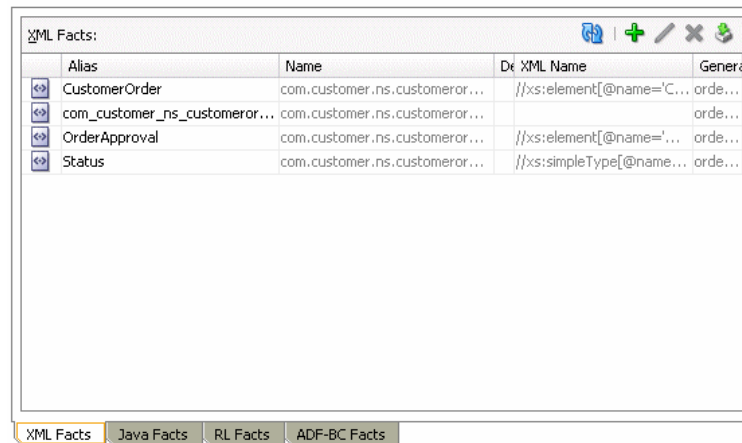 XML Facts:
Alias Name De XML Name Genera
CustomerOrder com.customer.ns.customeror... //xs:element[@name='C... orde...
com_customer_ns_customeror... com.customer.ns.customeror... orde...
OrderApproval com.customer.ns.customeror... //xs:element[@name='... orde...
Status com.customer.ns.customeror... //xs:simpleType[@name... orde...
XML Facts Java Facts RL Facts ADF-BC Facts